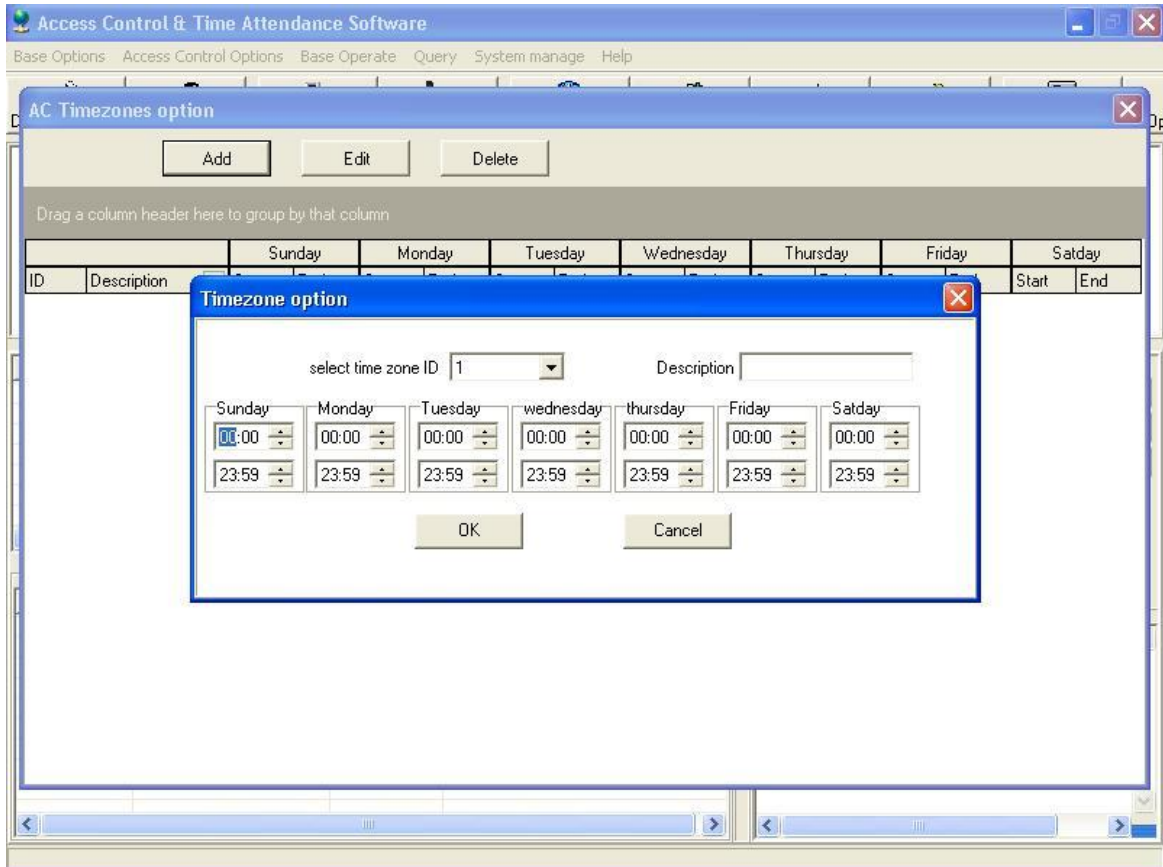 Access Control & Time Attendance Software
Base Options Access Control Options Base Operate Query System manage Help
AC Timezones option
Add Edit Delete
Drag a column header here to group by that column
Sunday Monday Tuesday Wednesday Thursday Friday Satday
ID Description Start End
Timezone option
select time zone ID 1 Description
Sunday Monday Tuesday wednesday thursday Friday Satday
00:00 00:00 00:00 00:00 00:00 00:00 00:00
23:59 23:59 23:59 23:59 23:59 23:59 23:59
OK Cancel